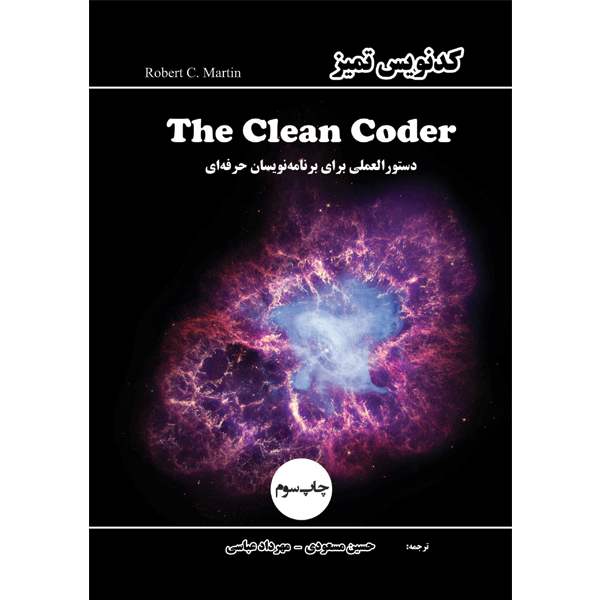 کدنویس تمیز
Robert C. Martin
The Clean Coder
دستورالعملی برای برنامه‌نویسان حرفه‌ای
چاپ سوم
ترجمه: حسین مسعودی - مهرداد عباسی